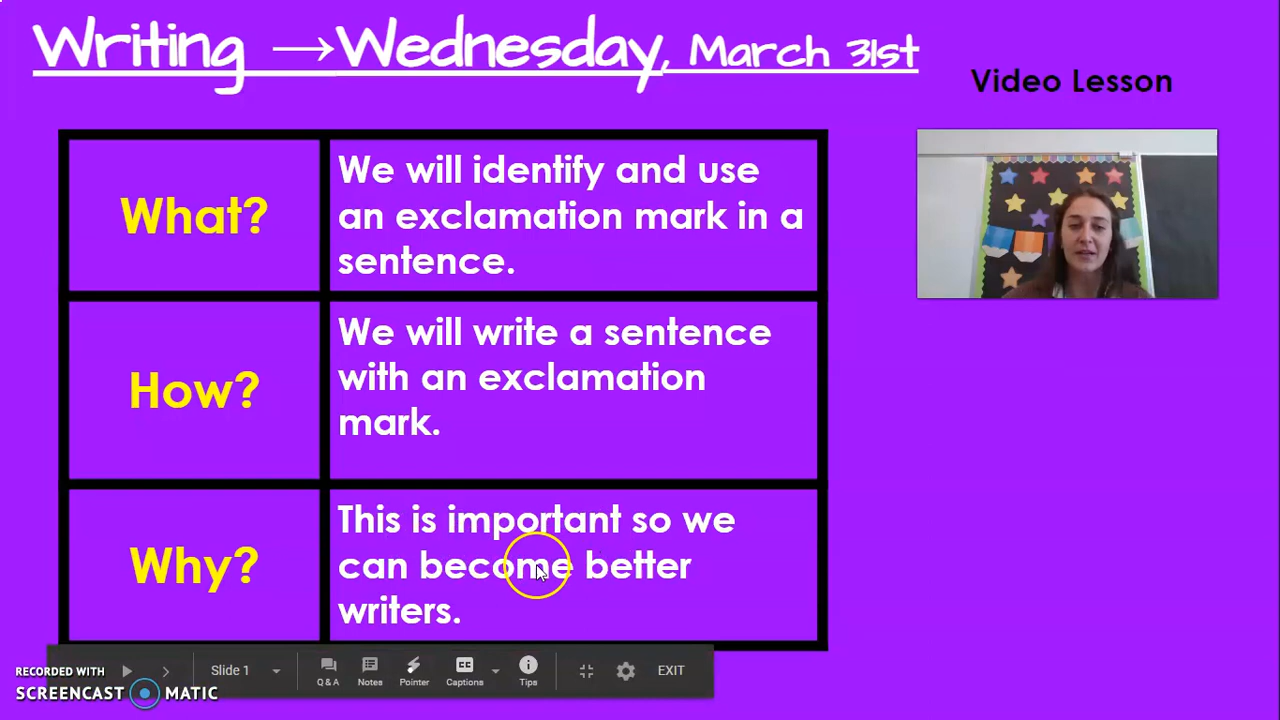 Writing →Wednesday, March 31st
Video Lesson
What?
We will identify and use
an exclamation mark in a
sentence.
How?
We will write a sentence
with an exclamation
mark.
Why?
This is important so we
can become better
writers.
RECORDED WITH
SCREENCAST MATIC
Slide 1
Q & A
Notes
Pointer
Captions
Tips
EXIT